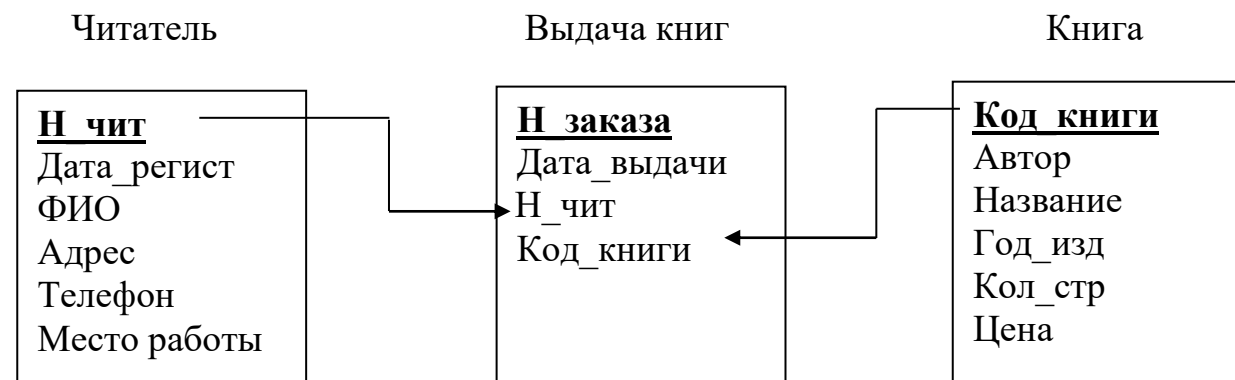 Читатель
Н_чит
Дата_регист
ФИО
Адрес
Телефон
Место работы
Выдача книг
Н_заказа
Дата_выдачи
Н_чит
Код_книги
Книга
Код_книги
Автор
Название
Год_изд
Кол_стр
Цена